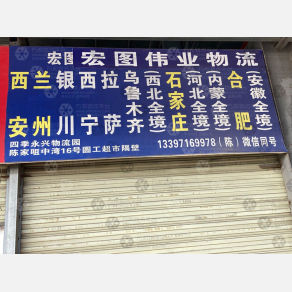 宏图 宏图伟业物流
西安 兰州 银川 西宁 拉萨 乌鲁木齐 (西北全境) 石家庄 (河北全境) (内蒙全境) 合肥 (安徽全境)
四季永兴物流园
陈家咀中湾16号圆工超市隔壁
13397169978(陈)微信同号